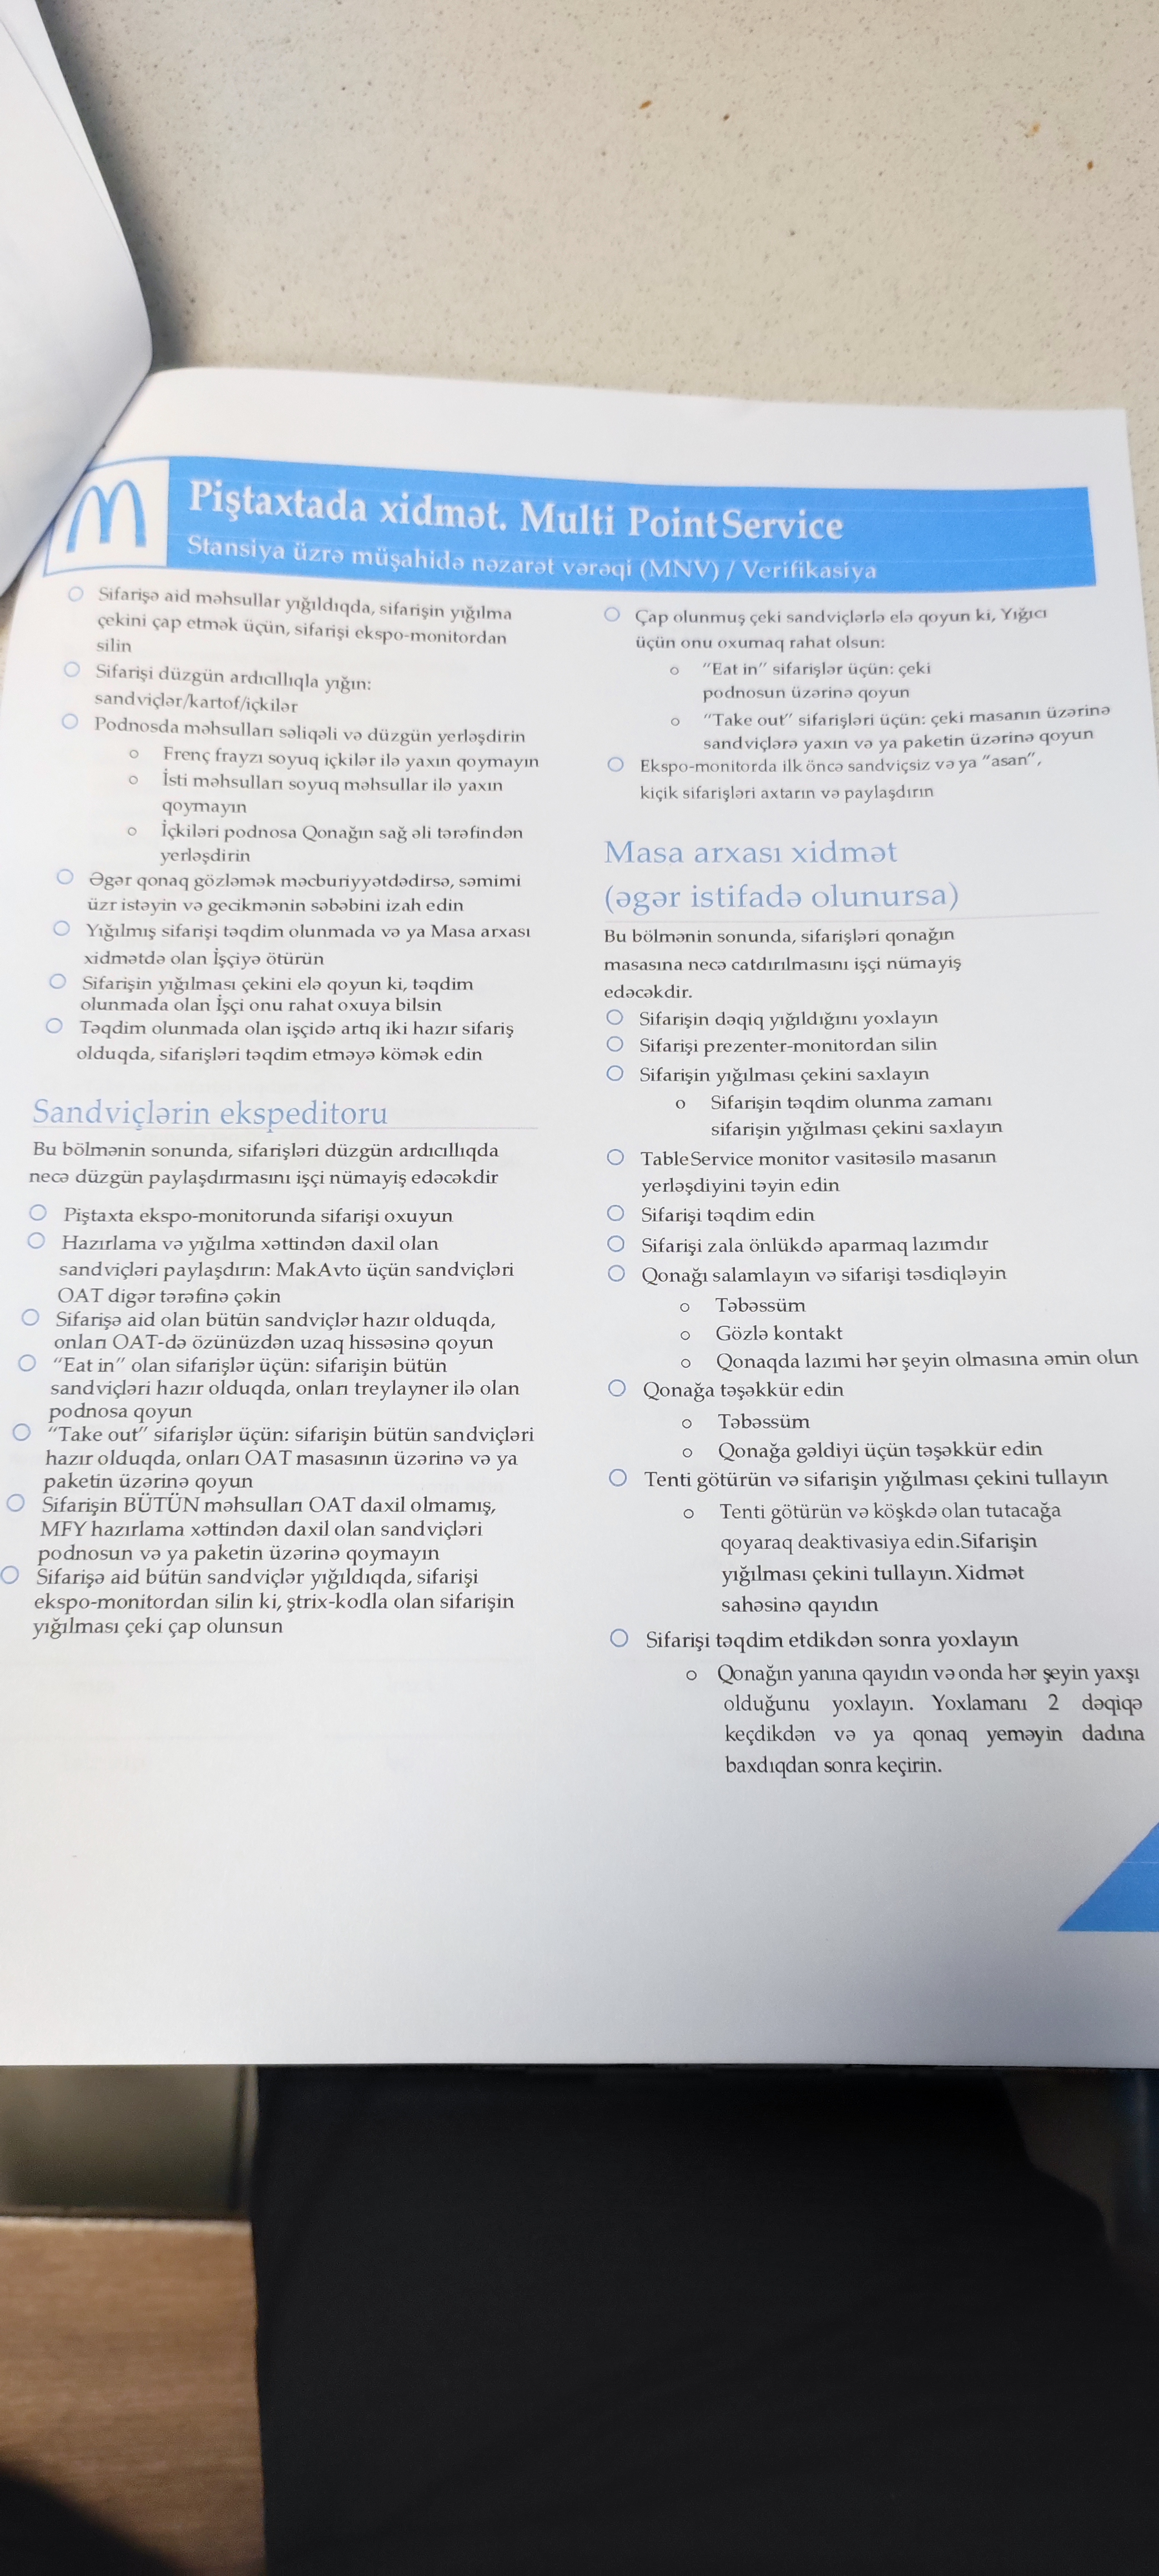 Piştaxtada xidmət. Multi Point Service
Stansiya üzrə müşahidə nəzarət vərəqi (MNV) / Verifikasiya
Sifarişə aid məhsullar yığıldıqda, sifarişin yığılma
çekini çap etmək üçün, sifarişi ekspo-monitordan
silin
Sifarişi düzgün ardıcıllıqla yığın:
sandviçlər/kartof/içkilər
Podnosda məhsulları səliqəli və düzgün yerləşdirin
Frenç frayzı soyuq içkilər ilə yaxın qoymayın
İsti məhsulları soyuq məhsullar ilə yaxın
qoymayın
İçkiləri podnosa Qonağın sağ əli tərəfindən
yerləşdirin
Əgər qonaq gözləmək məcburiyyətdədirsə, səmimi
üzr istəyin və gecikmənin səbəbini izah edin
Yığılmış sifarişi təqdim olunmada və ya Masa arxası
xidmətdə olan İşçiyə ötürün
Sifarişin yığılması çekini elə qoyun ki, təqdim
olunmada olan İşçi onu rahat oxuya bilsin
Təqdim olunmada olan işçidə artıq iki hazır sifariş
olduqda, sifarişləri təqdim etməyə kömək edin
Sandviçlərin ekspeditoru
Bu bölmənin sonunda, sifarişləri düzgün ardıcıllıqda
necə düzgün paylaşdırmasını işçi nümayiş edəcəkdir
Piştaxta ekspo-monitorunda sifarişi oxuyun
Hazırlama və yığılma xəttindən daxil olan
sandviçləri paylaşdırın: MakAvto üçün sandviçləri
OAT digər tərəfinə çəkin
Sifarişə aid olan bütün sandviçlər hazır olduqda,
onları OAT-də özünüzdən uzaq hissəsinə qoyun
“Eat in” olan sifarişlər üçün: sifarişin bütün
sandviçləri hazır olduqda, onları treylayner ilə olan
podnosa qoyun
“Take out” sifarişlər üçün: sifarişin bütün sandviçləri
hazır olduqda, onları OAT masasının üzərinə və ya
paketin üzərinə qoyun
Sifarişin BÜTÜN məhsulları OAT daxil olmamış,
MFY hazırlama xəttindən daxil olan sandviçləri
podnosun və ya paketin üzərinə qoymayın
Sifarişə aid bütün sandviçlər yığıldıqda, sifarişi
ekspo-monitordan silin ki, ştrix-kodla olan sifarişin
yığılması çeki çap olunsun
Çap olunmuş çeki sandviçlərlə elə qoyun ki, Yığıcı
üçün onu oxumaq rahat olsun:
“Eat in” sifarişlər üçün: çeki
podnosun üzərinə qoyun
“Take out” sifarişləri üçün: çeki masanın üzərinə
sandviçlərə yaxın və ya paketin üzərinə qoyun
Ekspo-monitorda ilk öncə sandviçsiz və ya “asan”,
kiçik sifarişləri axtarın və paylaşdırın
Masa arxası xidmət
(əgər istifadə olunursa)
Bu bölmənin sonunda, sifarişləri qonağın
masasına necə catdırılmasını işçi nümayiş
edəcəkdir.
Sifarişin dəqiq yığıldığını yoxlayın
Sifarişi prezenter-monitordan silin
Sifarişin yığılması çekini saxlayın
Sifarişin təqdim olunma zamanı
sifarişin yığılması çekini saxlayın
Table Service monitor vasitəsilə masanın
yerləşdiyini təyin edin
Sifarişi təqdim edin
Sifarişi zala önlükdə aparmaq lazımdır
Qonağı salamlayın və sifarişi təsdiqləyin
Təbəssüm
Gözlə kontakt
Qonaqda lazımi hər şeyin olmasına əmin olun
Qonağa təşəkkür edin
Təbəssüm
Qonağa gəldiyi üçün təşəkkür edin
Tenti götürün və sifarişin yığılması çekini tullayın
Tenti götürün və köşkdə olan tutacağa
qoyaraq deaktivasiya edin.Sifarişin
yığılması çekini tullayın. Xidmət
sahəsinə qayıdın
Sifarişi təqdim etdikdən sonra yoxlayın
Qonağın yanına qayıdın və onda hər şeyin yaxşı
olduğunu yoxlayın. Yoxlamanı 2 dəqiqə
keçdikdən və ya qonaq yeməyin dadına
baxdıqdan sonra keçirin.